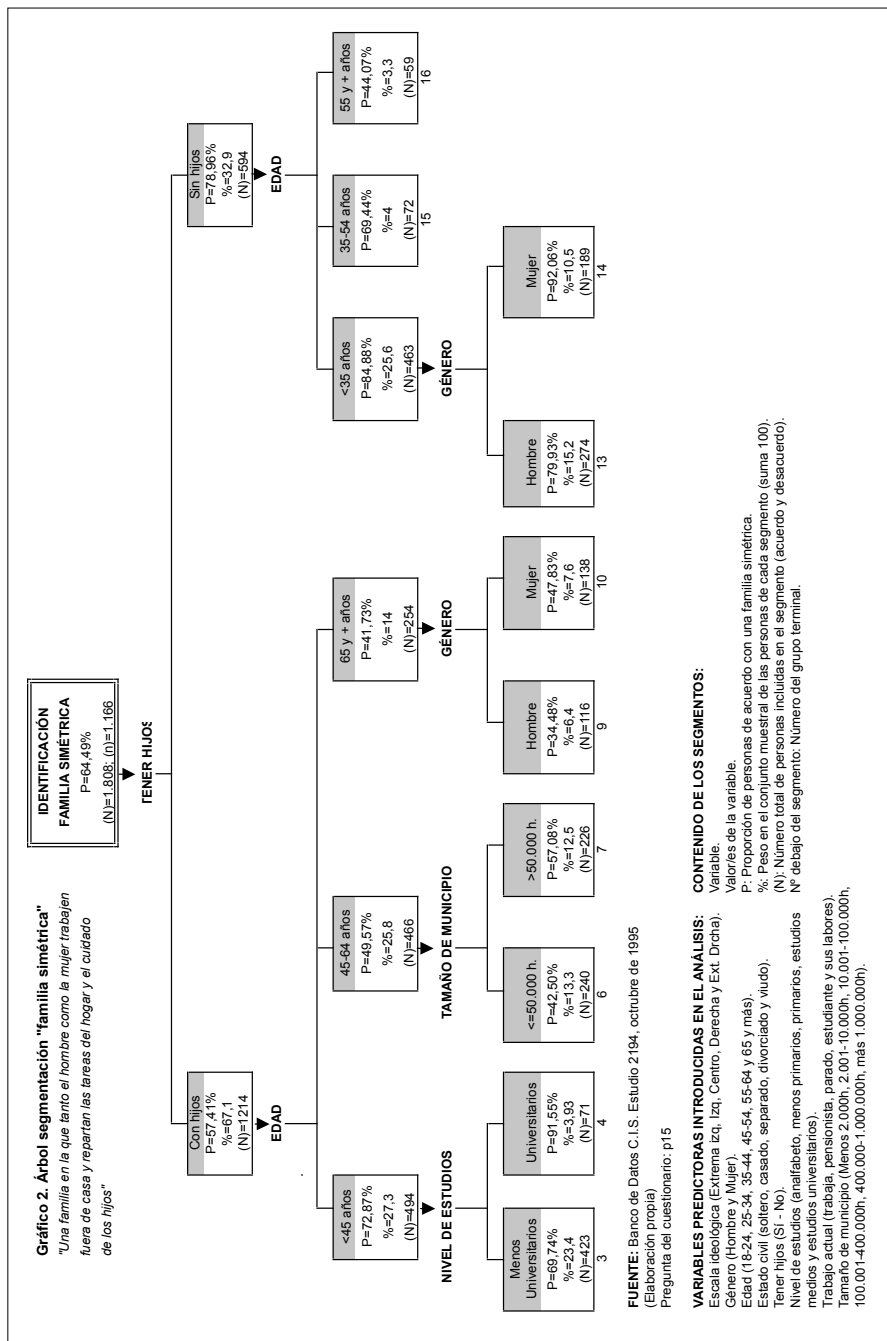 Gráfico 2. Árbol segmentación "familia simétrica"
"Una familia en la que tanto el hombre como la mujer trabajen
fuera de casa y repartan las tareas del hogar y el cuidado
de los hijos"
IDENTIFICACIÓN
FAMILIA SIMÉTRICA
P=64,49%
(N)=1.808; (n)=1.166
TENER HIJOS
Con hijos
P=57,41%
%=67,1
(N)=1214
EDAD
Sin hijos
P=78,96%
%=32,9
(N)=594
EDAD
<45 años
P=72,87%
%=27,3
(N)=494
NIVEL DE ESTUDIOS
45-64 años
P=49,57%
%=25,8
(N)=466
TAMAÑO DE MUNICIPIO
65 y + años
P=41,73%
%=14
(N)=254
GÉNERO
<35 años
P=84,88%
%=25,6
(N)=463
GÉNERO
35-54 años
P=69,44%
%=4
(N)=72
15
55 y + años
P=44,07%
%=3,3
(N)=59
16
Menos
Universitarios
P=69,74%
%=23,4
(N)=423
3
Universitarios
P=91,55%
%=3,93
(N)=71
4
<=50.000 h.
P=42,50%
%=13,3
(N)=240
6
>50.000 h.
P=57,08%
%=12,5
(N)=226
7
Hombre
P=34,48%
%=6,4
(N)=116
9
Mujer
P=47,83%
%=7,6
(N)=138
10
Hombre
P=79,93%
%=15,2
(N)=274
13
Mujer
P=92,06%
%=10,5
(N)=189
14
FUENTE: Banco de Datos C.I.S. Estudio 2194, octubre de 1995
(Elaboración propia)
Pregunta del cuestionario: p15
VARIABLES PREDICTORAS INTRODUCIDAS EN EL ANÁLISIS:
Escala ideológica (Extrema izq, Izq, Centro, Derecha y Ext. Drcha).
Género (Hombre y Mujer).
Edad (18-24, 25-34, 35-44, 45-54, 55-64 y 65 y más).
Estado civil (soltero, casado, separado, divorciado y viudo).
Tener hijos (Sí - No).
Nivel de estudios (analfabeto, menos primarios, primarios, estudios
medios y estudios universitarios).
Trabajo actual (trabaja, pensionista, parado, estudiante y sus labores).
Tamaño de municipio (Menos 2.000h, 2.001-10.000h, 10.001-100.000h,
100.001-400.000h, 400.000-1.000.000h, más 1.000.000h).
CONTENIDO DE LOS SEGMENTOS:
Variable.
Valor/es de la variable.
P: Proporción de personas de acuerdo con una familia simétrica.
%: Peso en el conjunto muestral de las personas de cada segmento (suma 100).
(N): Número total de personas incluidas en el segmento (acuerdo y desacuerdo).
Nº debajo del segmento: Número del grupo terminal.